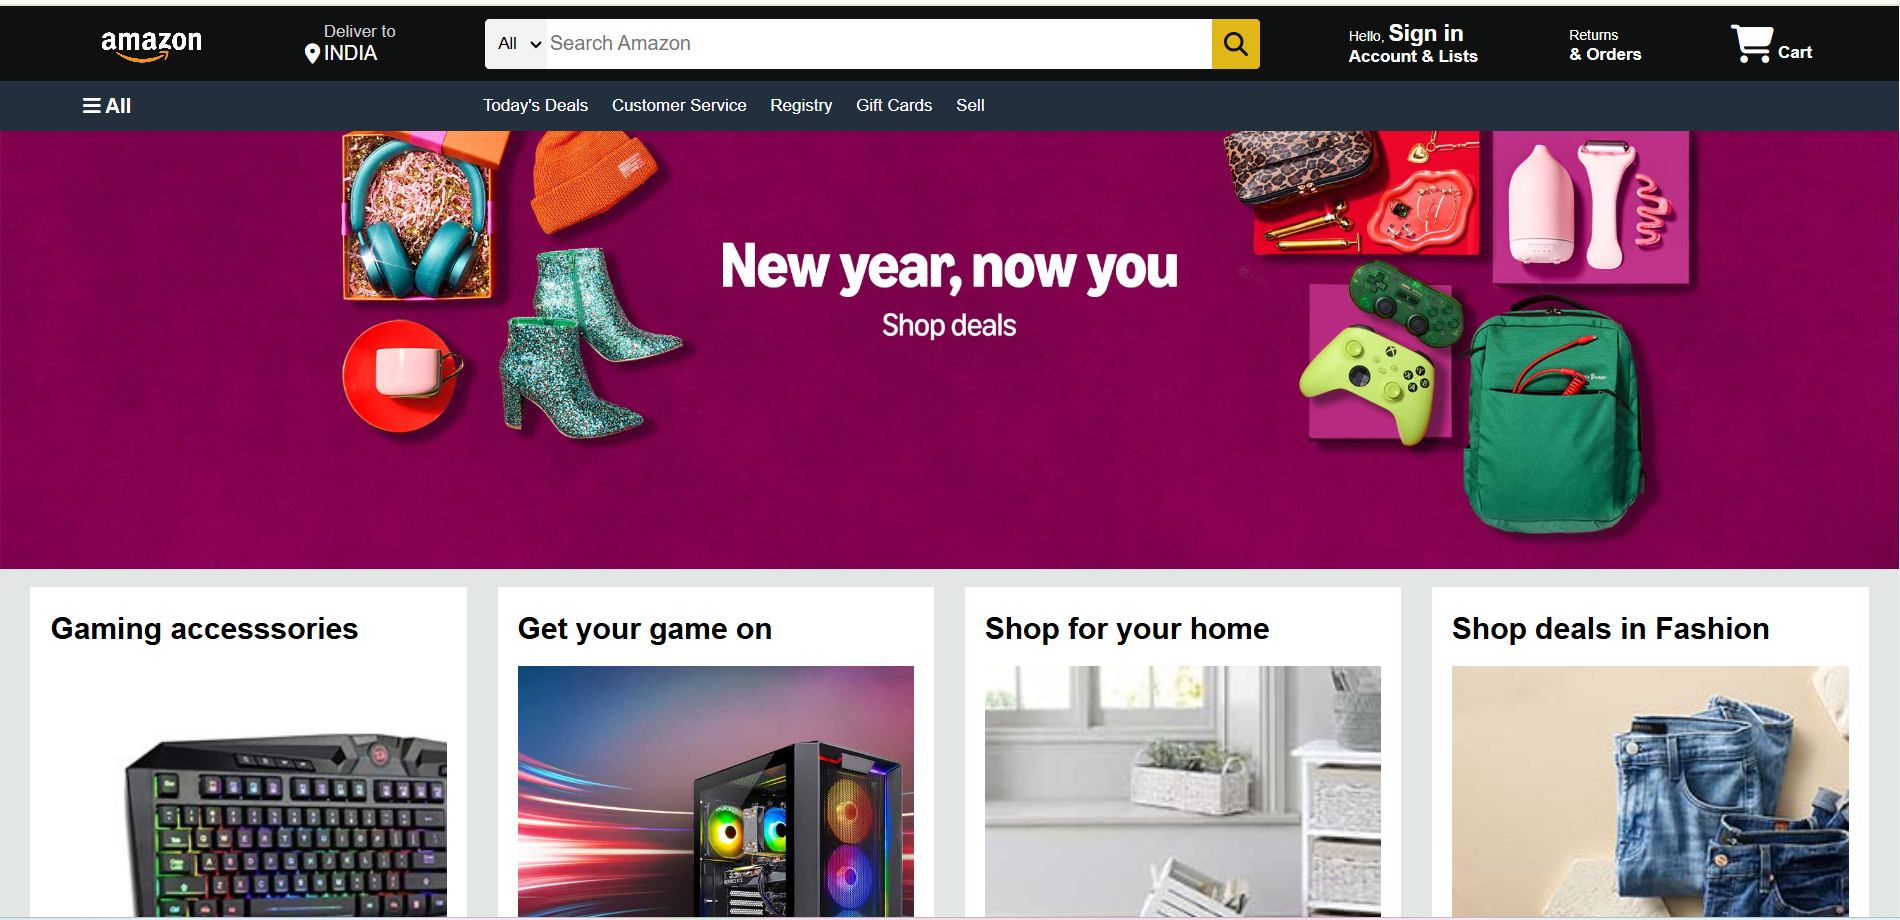 amazon
Deliver to
INDIA
All
Search Amazon
Hello, Sign in
Account & Lists
Returns
& Orders
Cart
All
Today's Deals
Customer Service
Registry
Gift Cards
Sell
New year, now you
Shop deals
Gaming accesssories
Get your game on
Shop for your home
Shop deals in Fashion